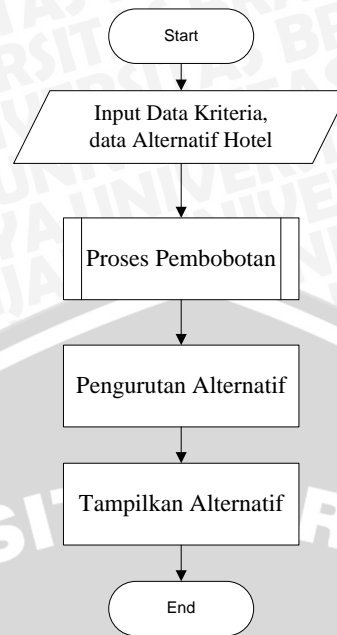 Start
Input Data Kriteria,
data Alternatif Hotel
Proses Pembobotan
Pengurutan Alternatif
Tampilkan Alternatif
End